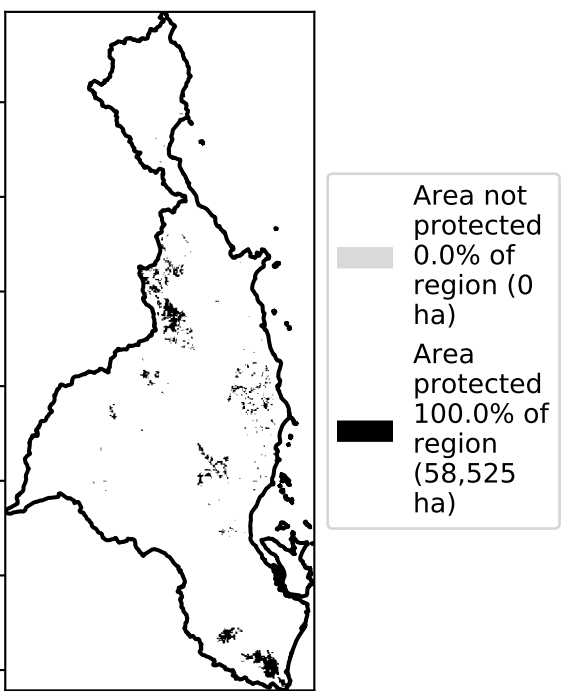 Area not
protected
0.0% of
region (0
ha)
Area
protected
100.0% of
region
(58,525
ha)